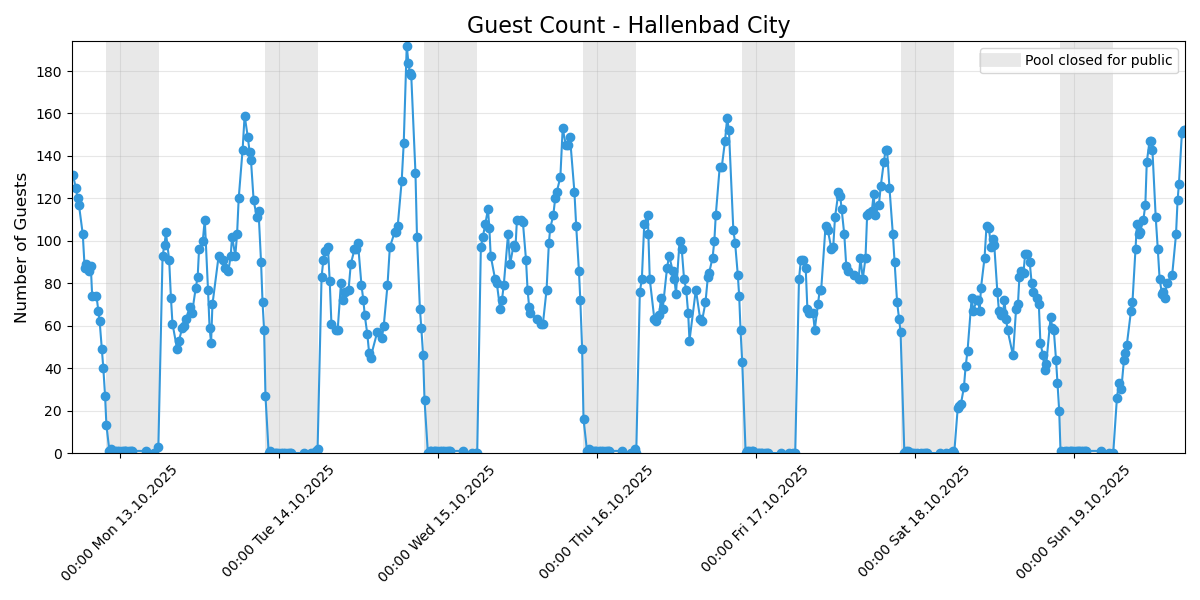 Guest Count - Hallenbad City
Pool closed for public
Number of Guests
180
160
140
120
100
80
60
40
20
0
00:00 Mon 13.10.2025
00:00 Tue 14.10.2025
00:00 Wed 15.10.2025
00:00 Thu 16.10.2025
00:00 Fri 17.10.2025
00:00 Sat 18.10.2025
00:00 Sun 19.10.2025